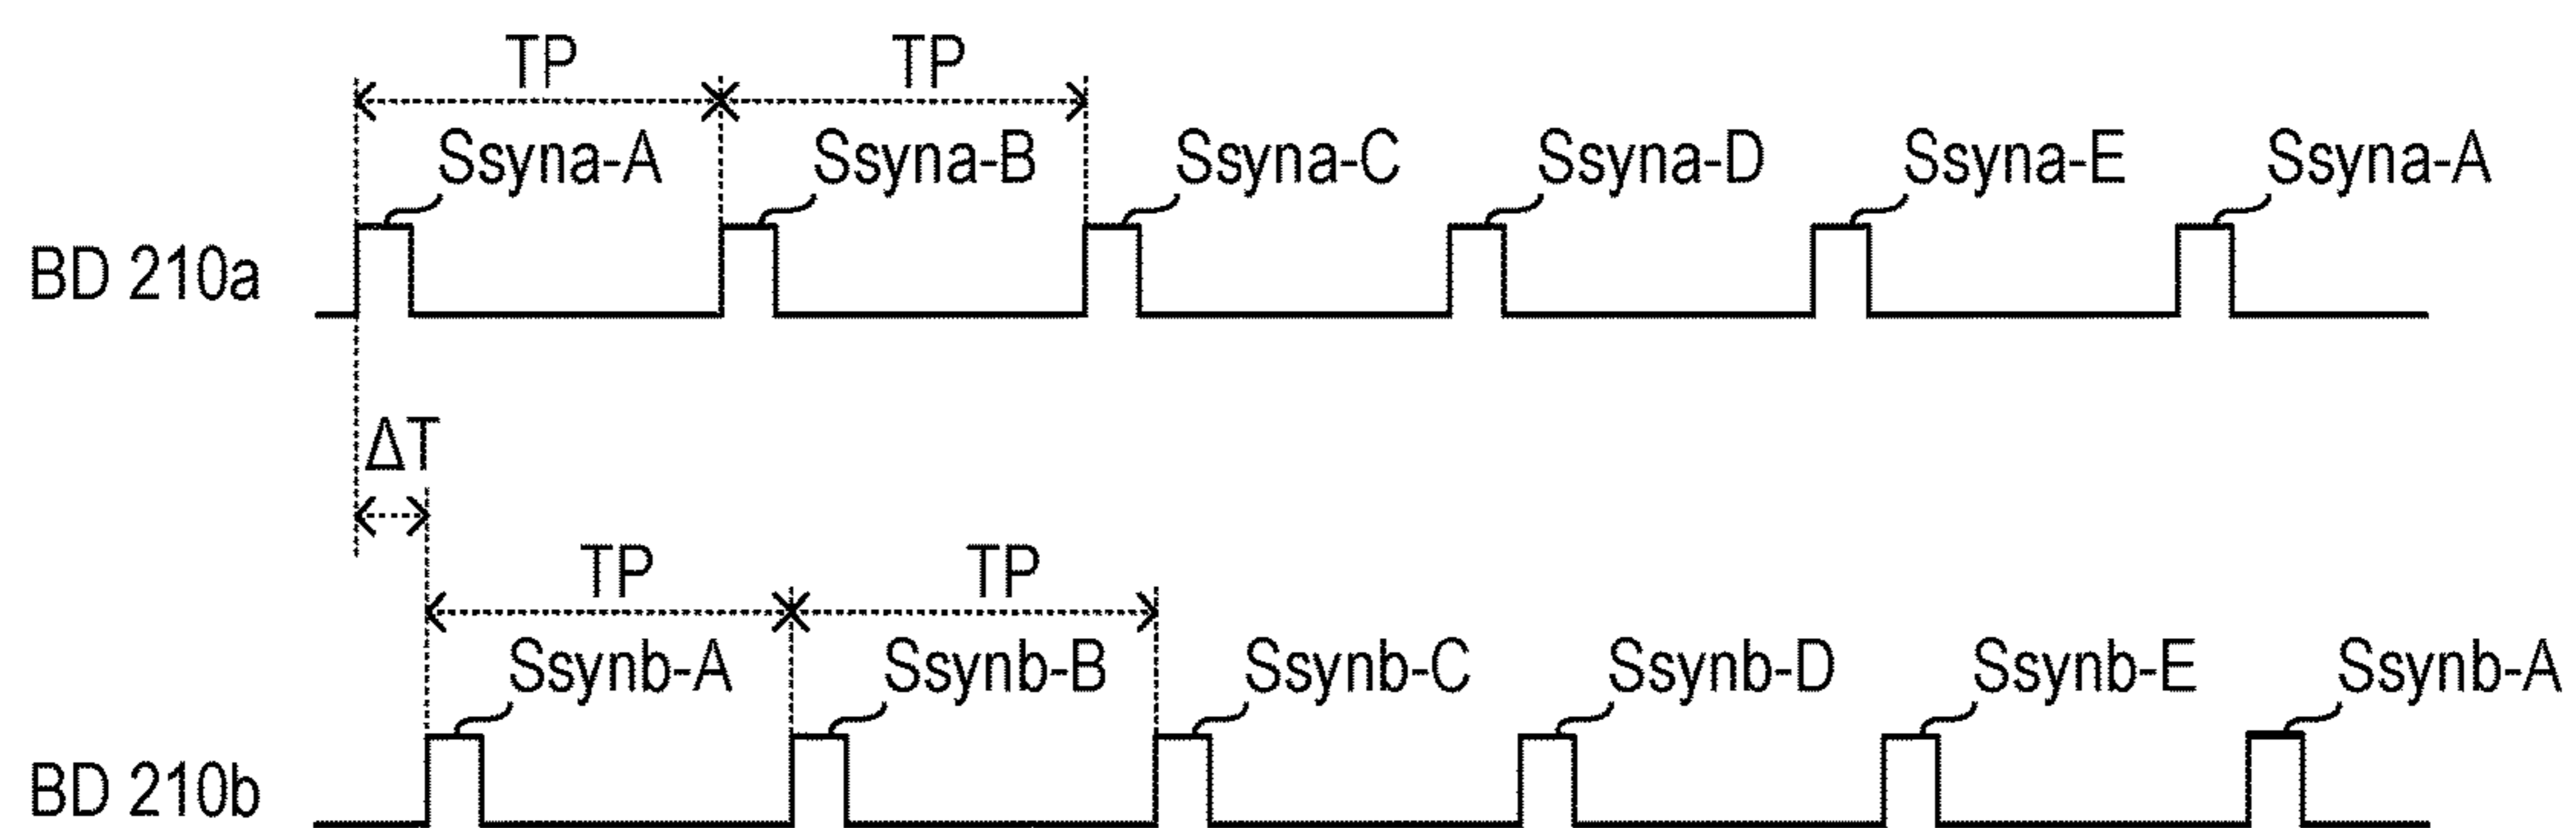 TP TP
Ssyna-A Ssyna-B Ssyna-C Ssyna-D Ssyna-E Ssyna-A
BD 210a
ΔT
TP TP
Ssynb-A Ssynb-B Ssynb-C Ssynb-D Ssynb-E Ssynb-A
BD 210b